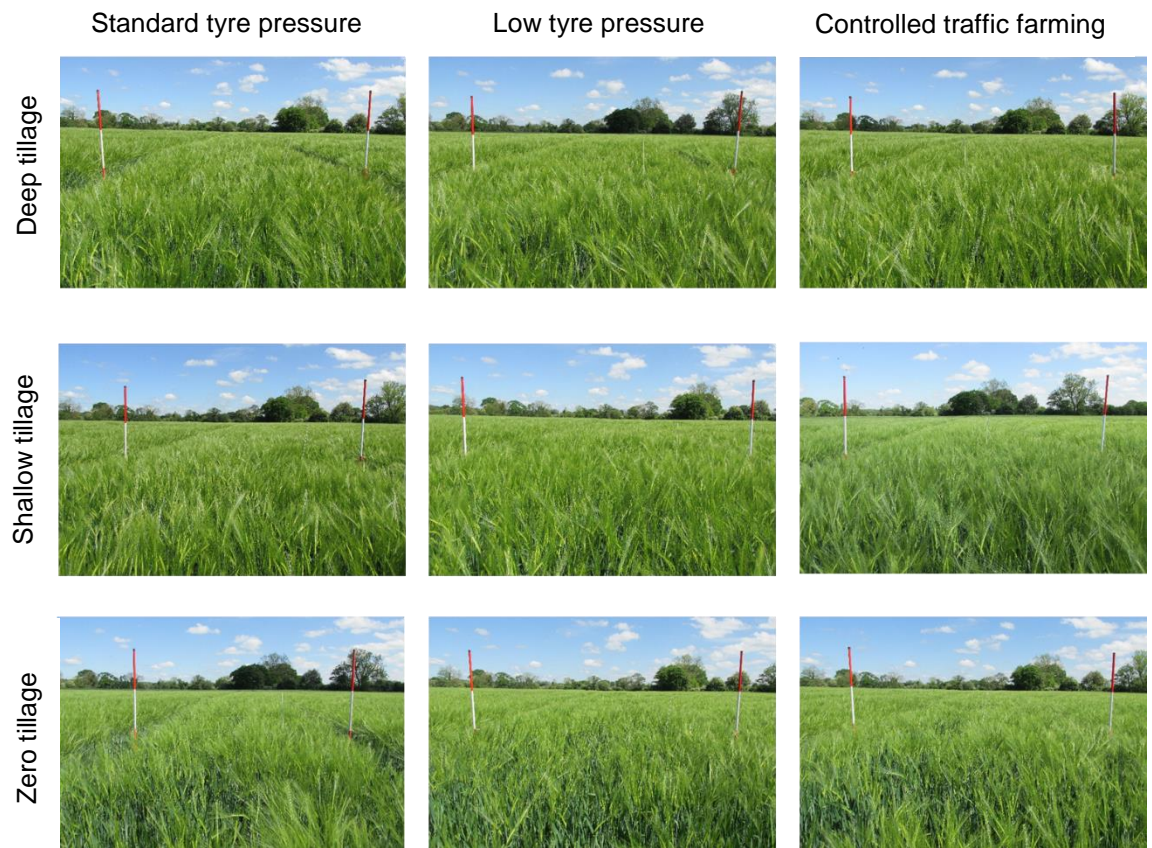 Standard tyre pressure
Low tyre pressure
Controlled traffic farming
Deep tillage
Shallow tillage
Zero tillage